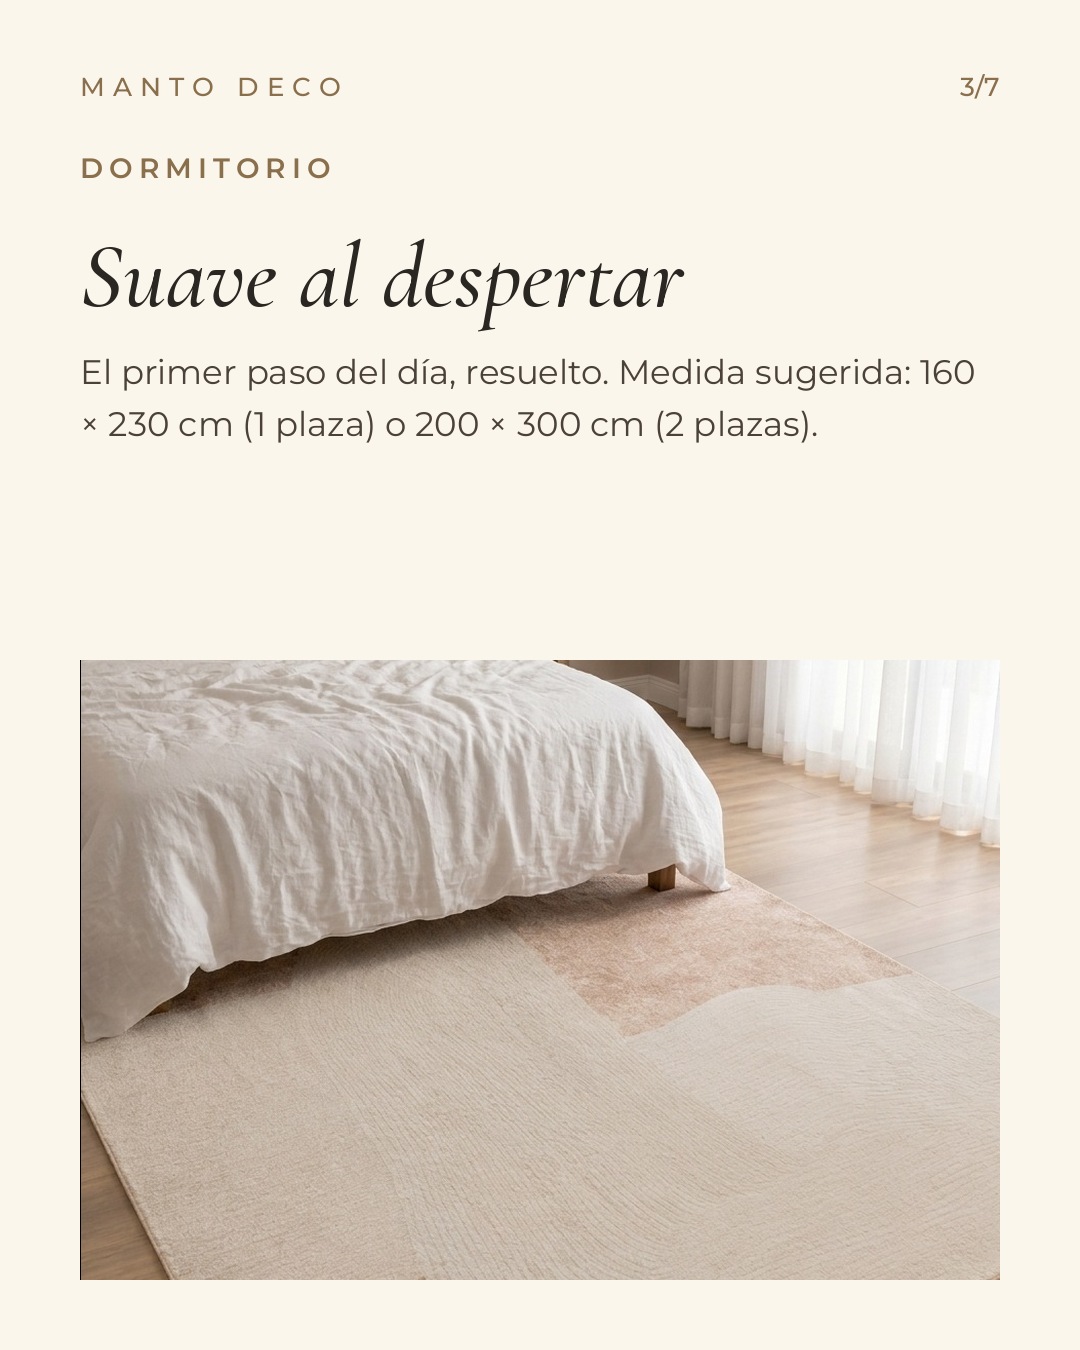 MANTO DECO
3/7
DORMITORIO
Suave al despertar
El primer paso del día, resuelto. Medida sugerida: 160
× 230 cm (1 plaza) o 200 × 300 cm (2 plazas).